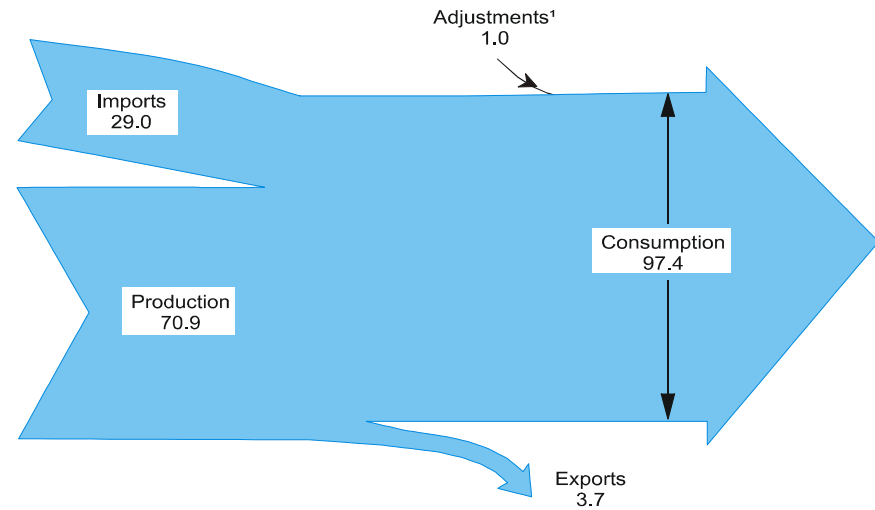 Adjustments¹
1.0
Imports
29.0
Consumption
97.4
Production
70.9
Exports
3.7